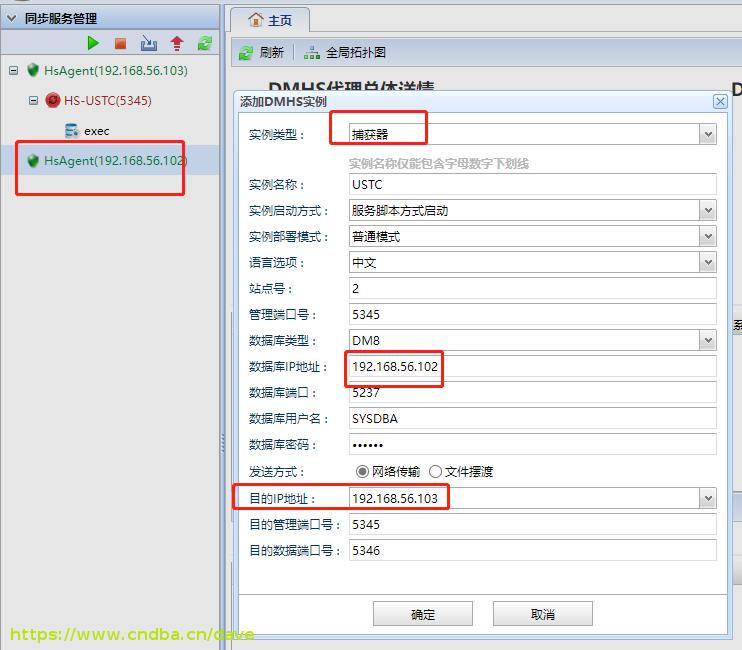 同步服务管理
HsAgent(192.168.56.103)
HS-USTC(5345)
exec
HsAgent(192.168.56.102)
主页
刷新
全局拓扑图
DMHS代理总体详情
D
添加DMHS实例
实例类型： 捕获器
实例名称仅能包含字母数字下划线
实例名称： USTC
实例启动方式： 服务脚本方式启动
实例部署模式： 普通模式
语言选项： 中文
站点号： 2
管理端口号： 5345
数据库类型： DM8
数据库IP地址： 192.168.56.102
数据库端口： 5237
数据库用户名： SYSDBA
数据库密码： ••••••
发送方式： 网络传输 文件摆渡
目的IP地址： 192.168.56.103
目的管理端口号： 5345
目的数据端口号： 5346
确定
取消
系
https://www.cndba.cn/dave